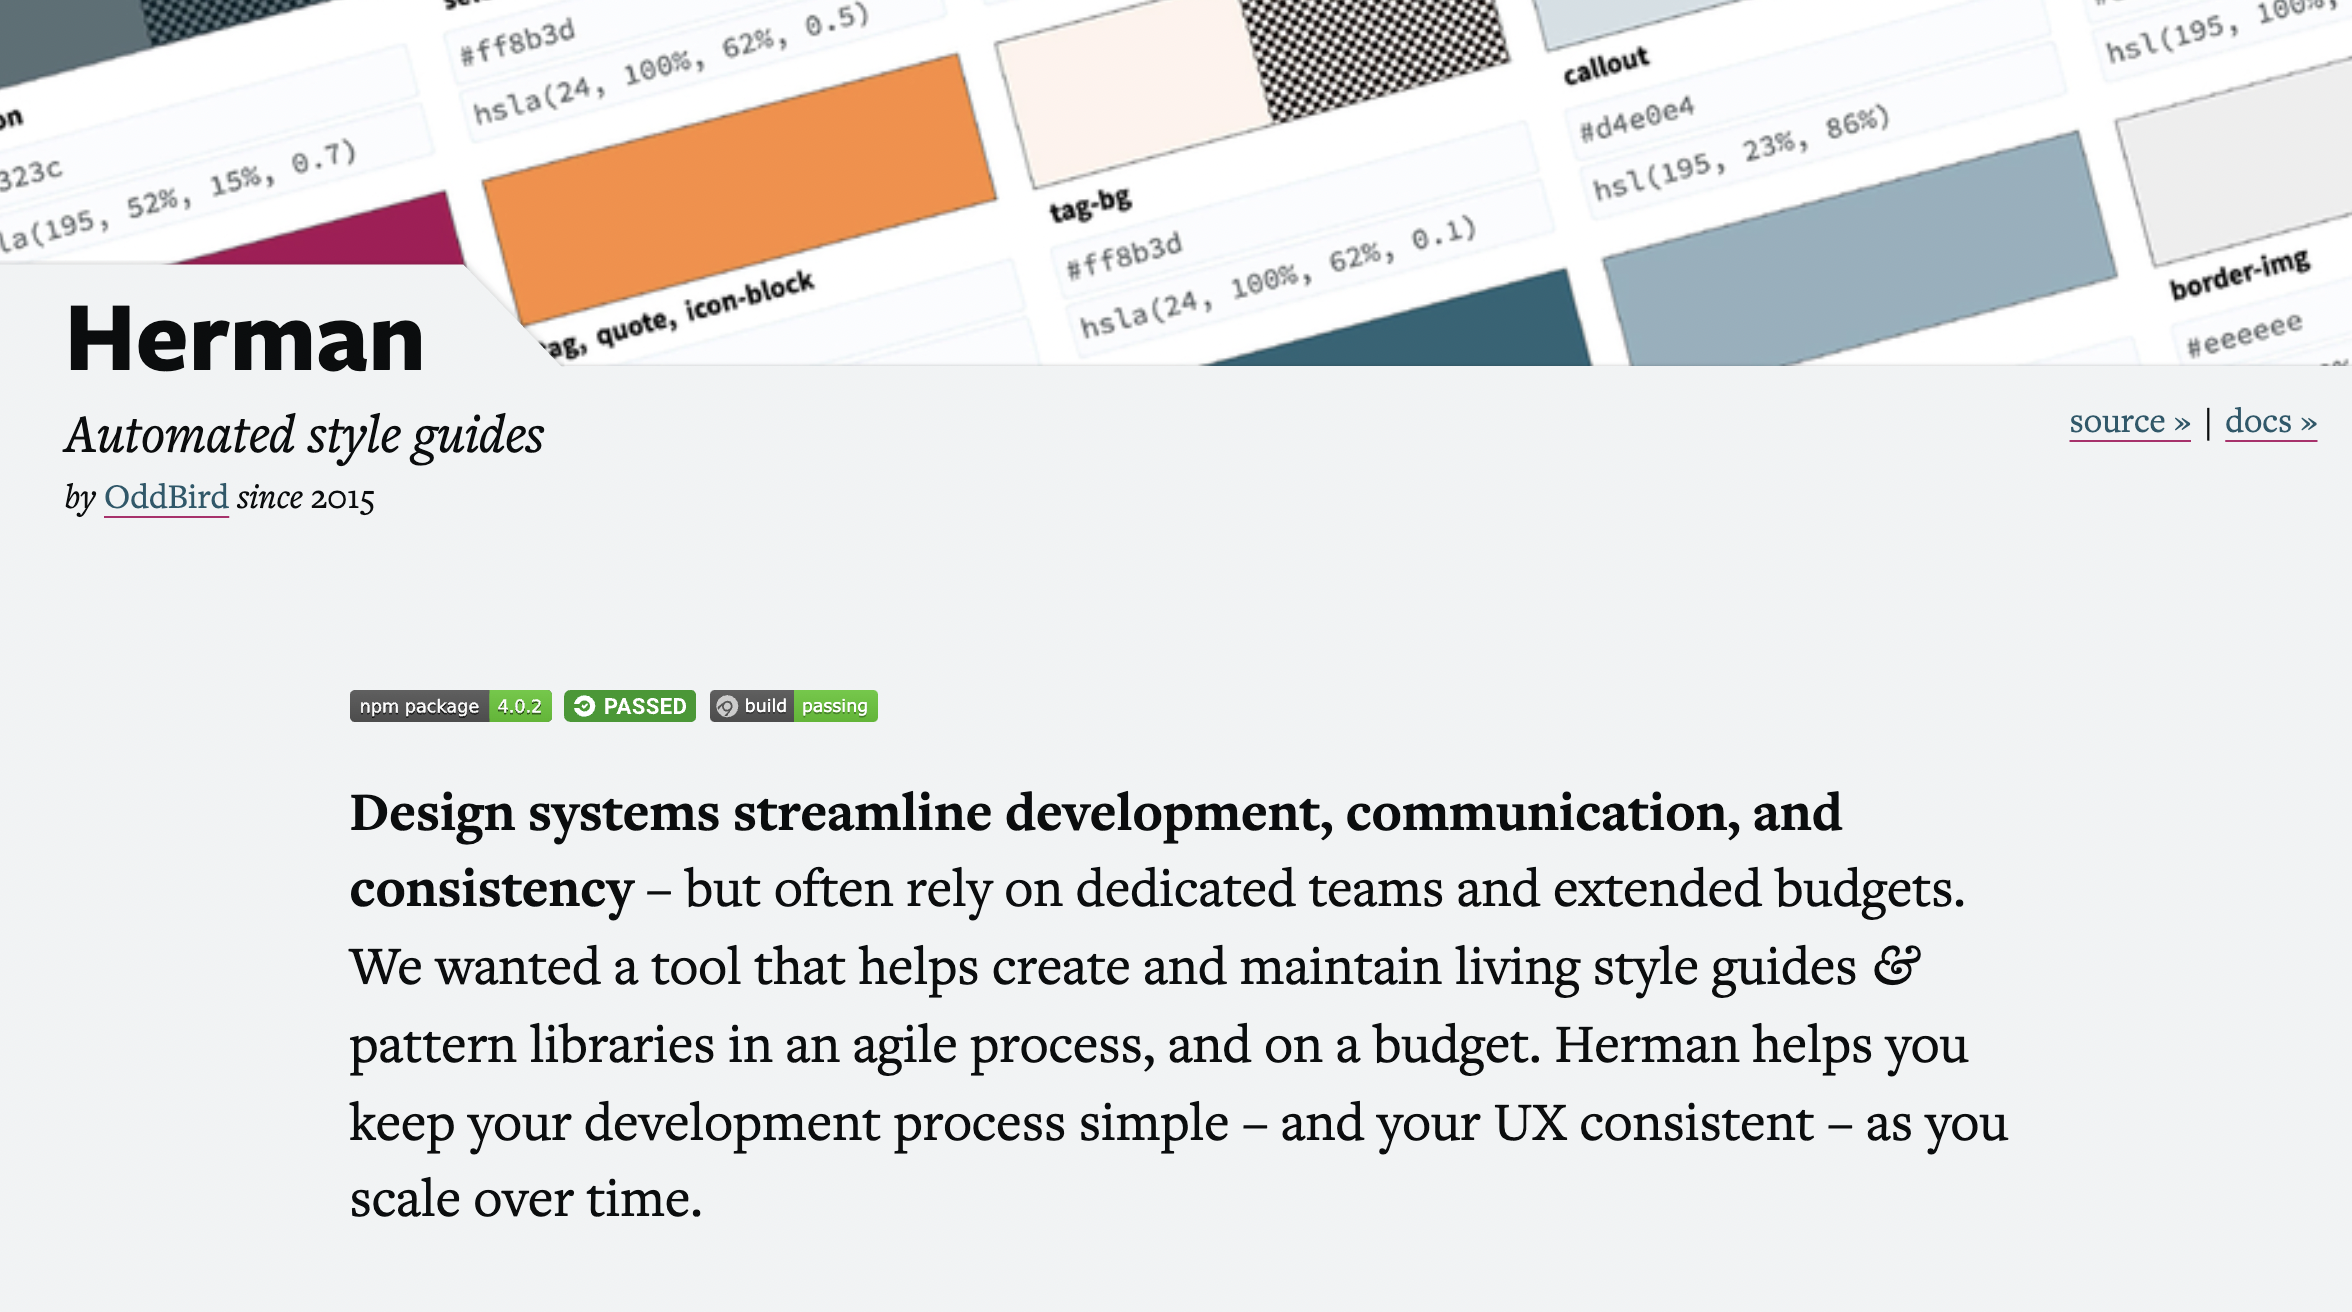 #ff8b3d
hsla(24, 100%, 62%, 0.5)
323c
la(195, 52%, 15%, 0.7)
callout
#d4e0e4
hsl(195, 23%, 86%)
hsl(195, 100%,
tag-bg
#ff8b3d
hsla(24, 100%, 62%, 0.1)
quote, icon-block
border-img
#eeeeee
Herman
Automated style guides
by OddBird since 2015
source » | docs »
npm package 4.0.2 PASSED build passing
Design systems streamline development, communication, and
consistency – but often rely on dedicated teams and extended budgets.
We wanted a tool that helps create and maintain living style guides &
pattern libraries in an agile process, and on a budget. Herman helps you
keep your development process simple – and your UX consistent – as you
scale over time.